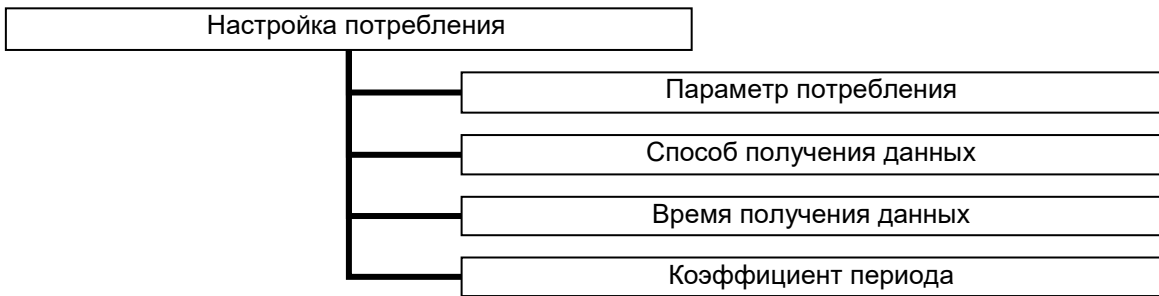 Настройка потребления
Параметр потребления
Способ получения данных
Время получения данных
Коэффициент периода